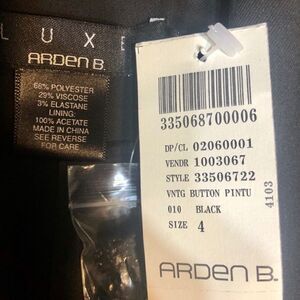 LUXE
ARDEN B.
68% POLYESTER
29% VISCOSE
3% ELASTANE
LINING:
100% ACETATE
MADE IN CHINA
SEE REVERSE
FOR CARE
335068700006
DP/CL 02060001
VENDR 1003067
STYLE 33506722
VNTG BUTTON PINTU
010 BLACK
SIZE 4
4103
ARDEN B.